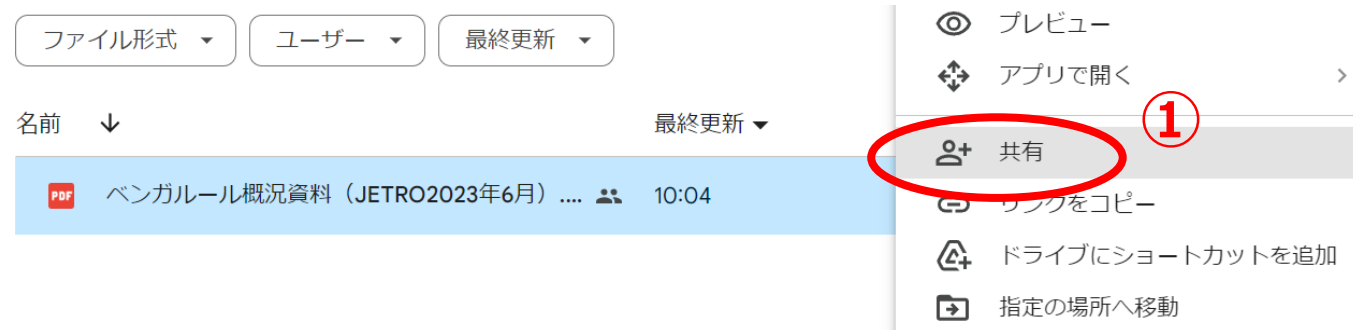 ファイル形式
ユーザー
最終更新
名前
最終更新
PDF
ベンガルール概況資料（JETRO2023年6月）....
10:04
プレビュー
アプリで開く
①
共有
リンクをコピー
ドライブにショートカットを追加
指定の場所へ移動